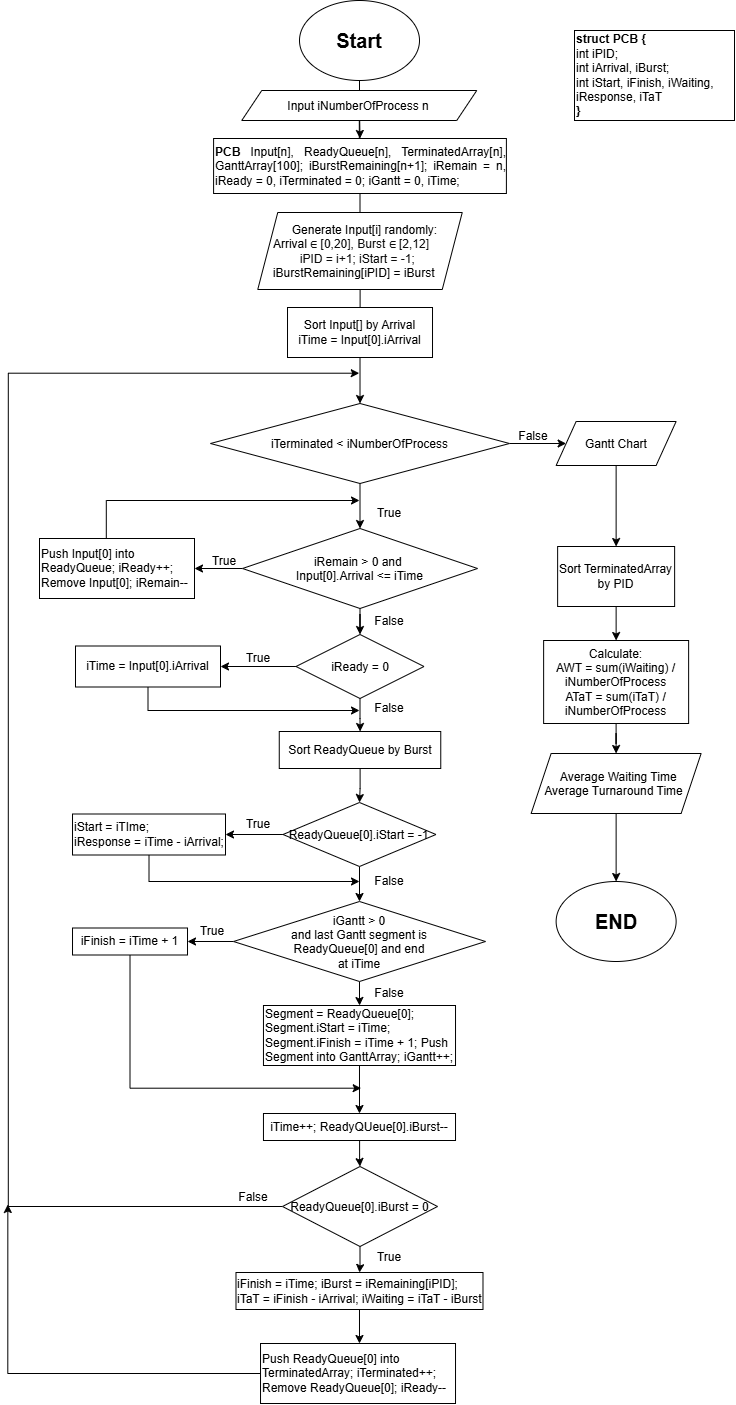 Start
struct PCB {
int iPID;
int iArrival, iBurst;
int iStart, iFinish, iWaiting,
iResponse, iTaT
}
Input iNumberOfProcess n
PCB Input[n], ReadyQueue[n], TerminatedArray[n],
GanttArray[100]; iBurstRemaining[n+1]; iRemain = n,
iReady = 0, iTerminated = 0; iGantt = 0, iTime;
Generate Input[i] randomly:
Arrival ∈ [0,20], Burst ∈ [2,12]
iPID = i+1; iStart = -1;
iBurstRemaining[iPID] = iBurst
Sort Input[] by Arrival
iTime = Input[0].iArrival
iTerminated < iNumberOfProcess
False
Gantt Chart
True
Push Input[0] into
ReadyQueue; iReady++;
Remove Input[0]; iRemain--
True
iRemain > 0 and
Input[0].Arrival <= iTime
Sort TerminatedArray
by PID
False
iTime = Input[0].iArrival
True
iReady = 0
Calculate:
AWT = sum(iWaiting) /
iNumberOfProcess
ATaT = sum(iTaT) /
iNumberOfProcess
False
Sort ReadyQueue by Burst
Average Waiting Time
Average Turnaround Time
iStart = iTIme;
iResponse = iTime - iArrival;
True
ReadyQueue[0].iStart = -1
False
END
iFinish = iTime + 1
True
iGantt > 0
and last Gantt segment is
ReadyQueue[0] and end
at iTime
False
Segment = ReadyQueue[0];
Segment.iStart = iTime;
Segment.iFinish = iTime + 1; Push
Segment into GanttArray; iGantt++;
iTime++; ReadyQUeue[0].iBurst--
False
ReadyQueue[0].iBurst = 0
True
iFinish = iTime; iBurst = iRemaining[iPID];
iTaT = iFinish - iArrival; iWaiting = iTaT - iBurst
Push ReadyQueue[0] into
TerminatedArray; iTerminated++;
Remove ReadyQueue[0]; iReady--